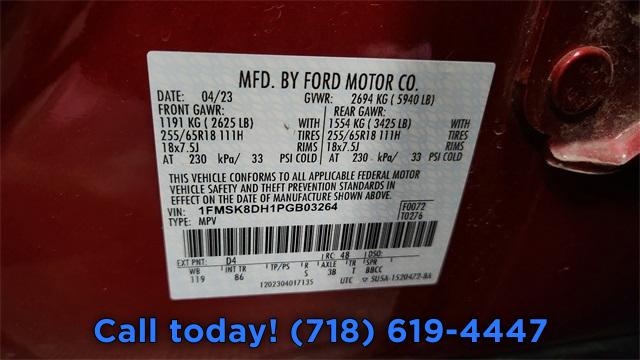 MFD. BY FORD MOTOR CO.
DATE: 04/23 GVWR: 2694 KG ( 5940 LB)
FRONT GAWR: REAR GAWR:
1191 KG ( 2625 LB) WITH 1554 KG ( 3425 LB) WITH
255/65R18 111H TIRES 255/65R18 111H TIRES
18x7.5J RIMS 18x7.5J RIMS
AT 230 kPa/ 33 PSI COLD AT 230 kPa/ 33 PSI COLD
THIS VEHICLE CONFORMS TO ALL APPLICABLE FEDERAL MOTOR
VEHICLE SAFETY AND THEFT PREVENTION STANDARDS IN
EFFECT ON THE DATE OF MANUFACTURE SHOWN ABOVE.
VIN: 1FMSK8DH1PGB03264 F0072
TYPE: MPV T0276
EXT PNT: D4 RC: 48 DSO:
WB INT TR TP/PS R AXLE TR SPR
119 86 S 3B T BBCC
1202304017135 UTC 5U5A-1520472-BA
Call today! (718) 619-4447